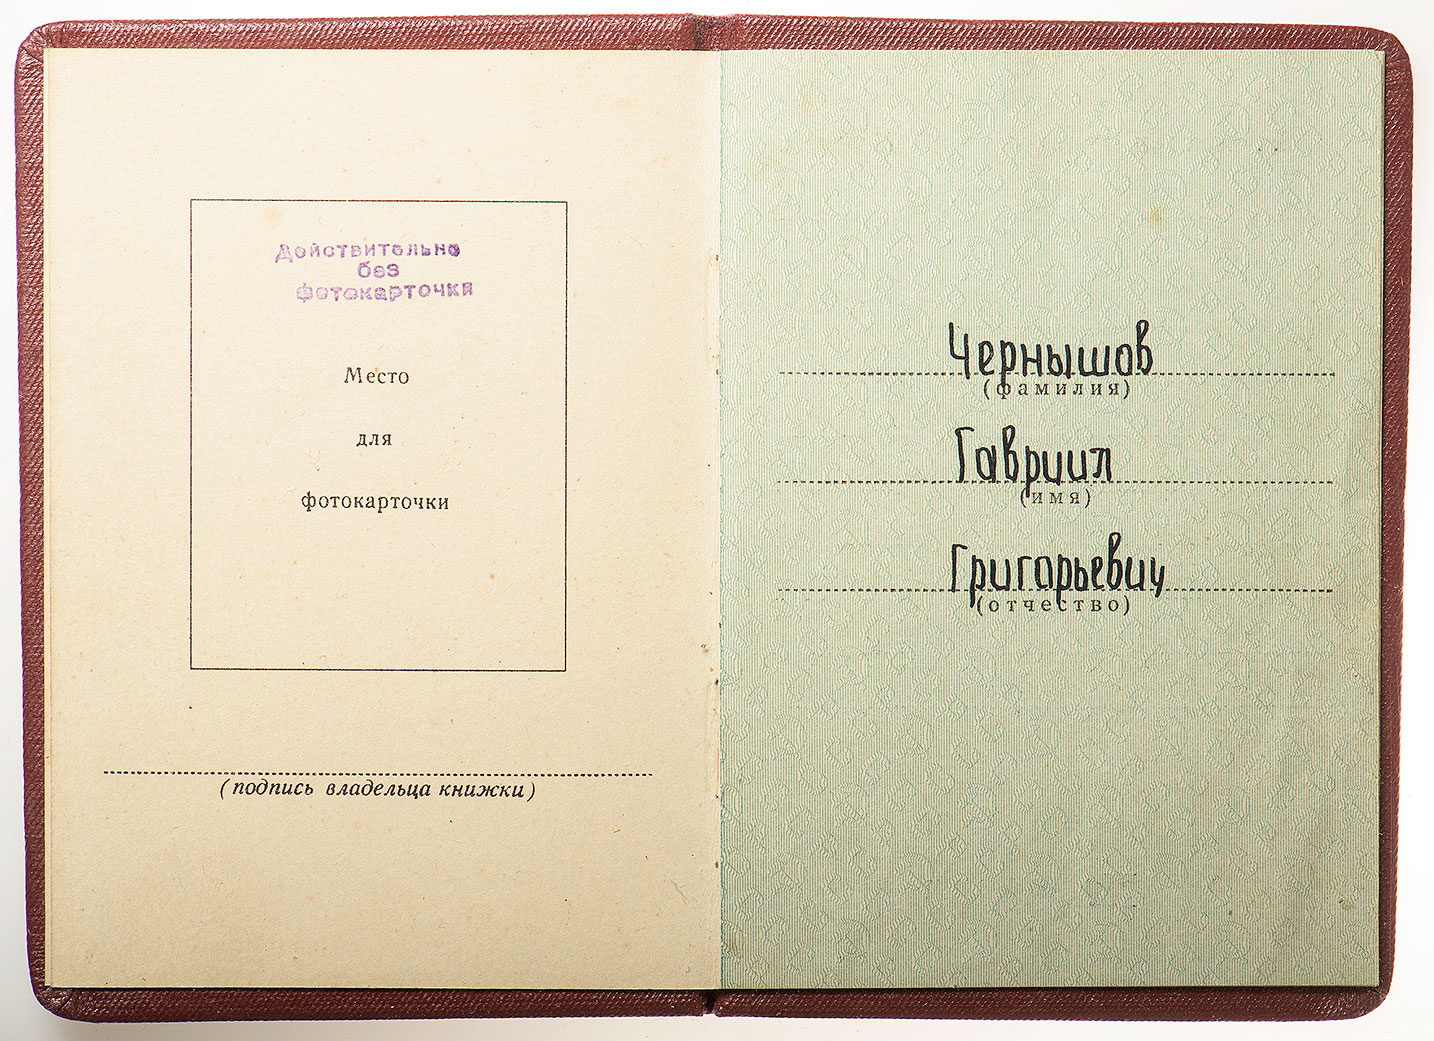 Действительно
без
фотокарточки
Место
для
фотокарточки
(подпись владельца книжки)
Чернышов
(фамилия)
Гавриил
(имя)
Григорьевич
(отчество)